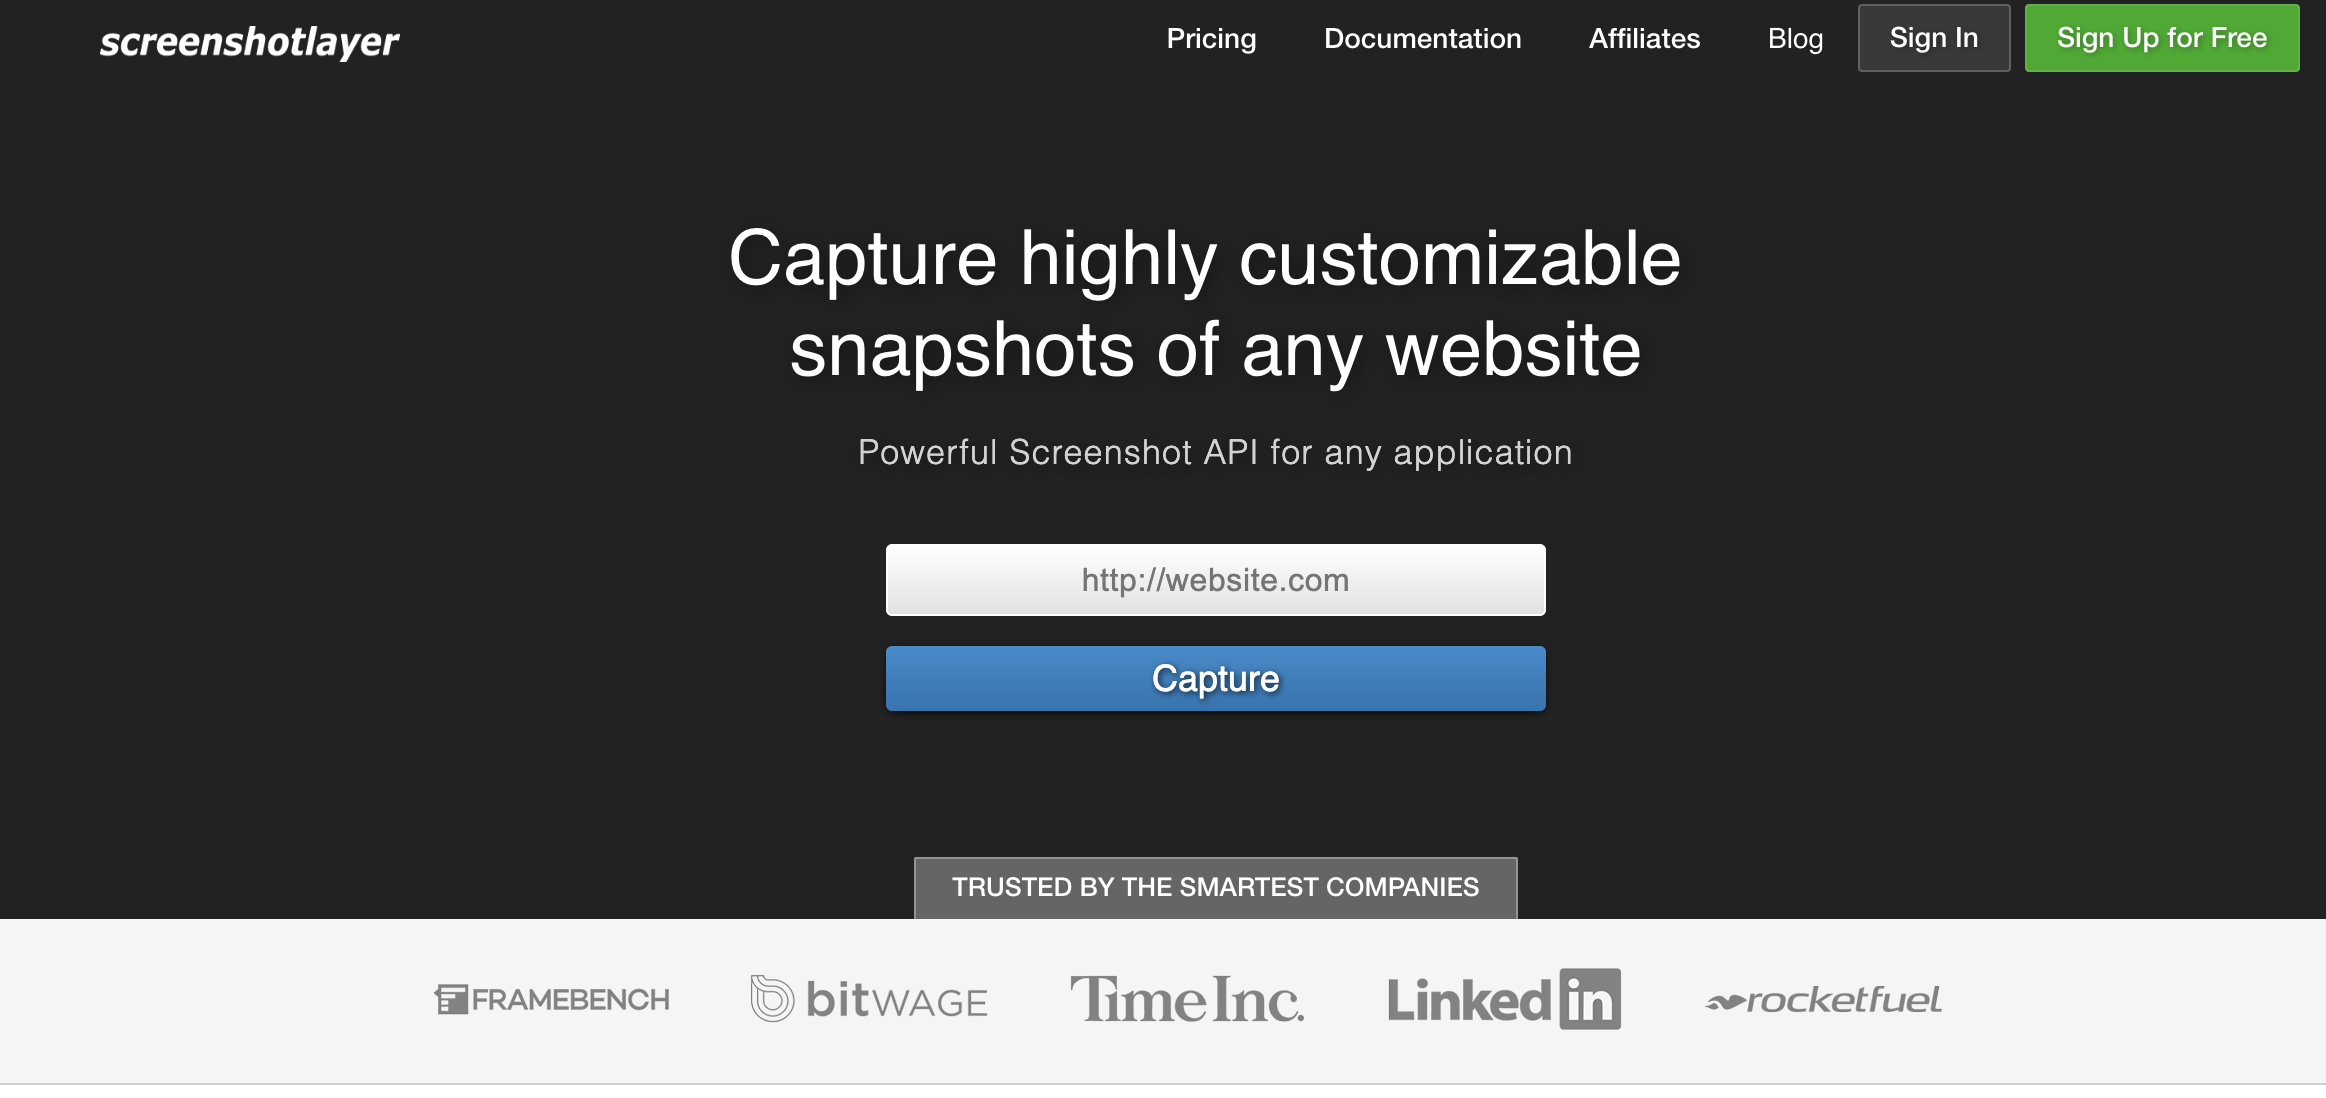 screenshotlayer
Pricing
Documentation
Affiliates
Blog
Sign In
Sign Up for Free
Capture highly customizable
snapshots of any website
Powerful Screenshot API for any application
http://website.com
Capture
TRUSTED BY THE SMARTEST COMPANIES
FRAMEBENCH
bitWAGE
Time Inc.
Linked in
rocketfuel